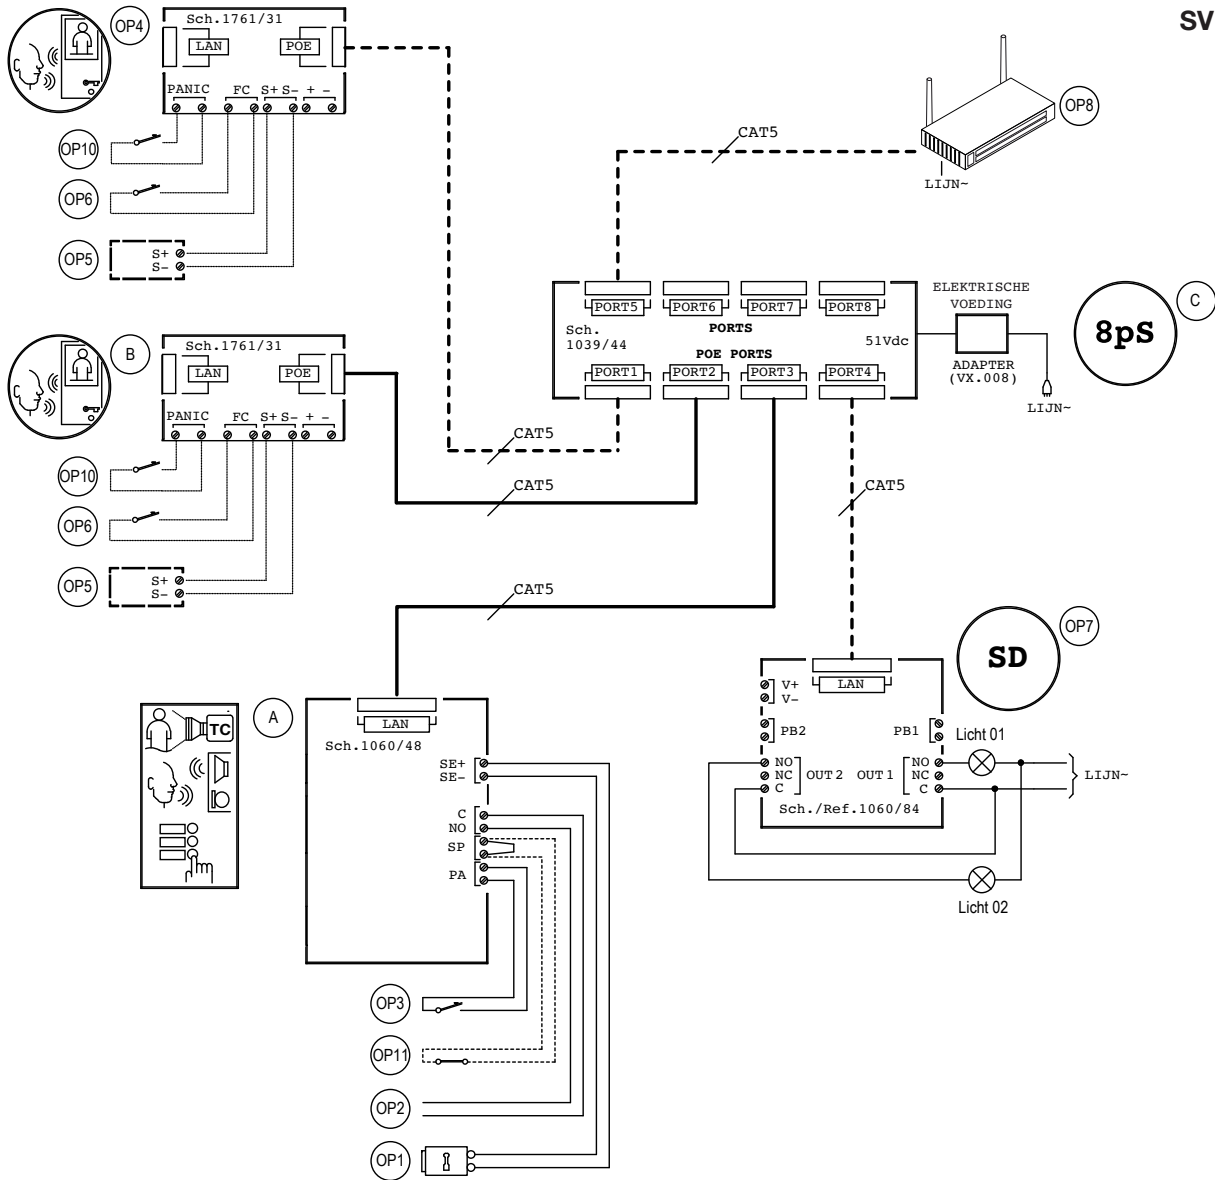 SV
OP4
Sch.1761/31
LAN
POE
PANIC FC S+ S- + -
OP10
OP6
OP5
S+
S-
CAT5
OP8
LIJN~
B
Sch.1761/31
LAN
POE
PANIC FC S+ S- + -
OP10
OP6
OP5
S+
S-
PORT5 PORT6 PORT7 PORT8
Sch.
1039/44
PORTS
POE PORTS
PORT1 PORT2 PORT3 PORT4
51Vdc
ELEKTRISCHE
VOEDING
ADAPTER
(VX.008)
LIJN~
8pS
C
CAT5
CAT5
CAT5
CAT5
SD
OP7
LAN
V+
V-
PB2
PB1
NO
NC
C
OUT2
OUT1
NO
NC
C
Sch./Ref.1060/84
Licht 01
LIJN~
Licht 02
TC
A
LAN
Sch.1060/48
SE+
SE-
C
NO
SP
PA
OP3
OP11
OP2
OP1